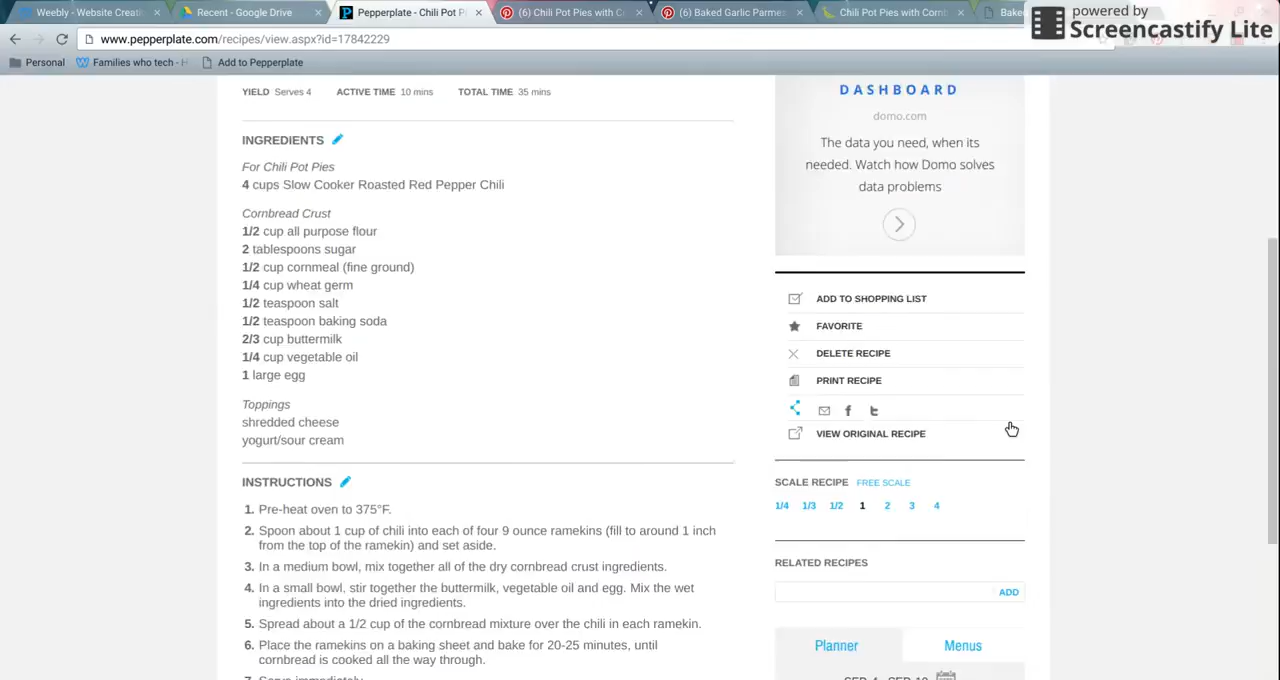 Weebly - Website Creati
Recent - Google Drive
Pepperplate - Chili Pot P
(6) Chili Pot Pies with C
(6) Baked Garlic Parmes
Chili Pot Pies with Corn
Bake
powered by
Screencastify Lite
www.pepperplate.com/recipes/view.aspx?id=17842229
Personal
Families who tech - H
Add to Pepperplate
YIELD Serves 4 ACTIVE TIME 10 mins TOTAL TIME 35 mins
INGREDIENTS
For Chili Pot Pies
4 cups Slow Cooker Roasted Red Pepper Chili
Cornbread Crust
1/2 cup all purpose flour
2 tablespoons sugar
1/2 cup cornmeal (fine ground)
1/4 cup wheat germ
1/2 teaspoon salt
1/2 teaspoon baking soda
2/3 cup buttermilk
1/4 cup vegetable oil
1 large egg
Toppings
shredded cheese
yogurt/sour cream
INSTRUCTIONS
1. Pre-heat oven to 375°F.
2. Spoon about 1 cup of chili into each of four 9 ounce ramekins (fill to around 1 inch
from the top of the ramekin) and set aside.
3. In a medium bowl, mix together all of the dry cornbread crust ingredients.
4. In a small bowl, stir together the buttermilk, vegetable oil and egg. Mix the wet
ingredients into the dried ingredients.
5. Spread about a 1/2 cup of the cornbread mixture over the chili in each ramekin.
6. Place the ramekins on a baking sheet and bake for 20-25 minutes, until
cornbread is cooked all the way through.
7. Serve immediately
DASHBOARD
domo.com
The data you need, when its
needed. Watch how Domo solves
data problems
ADD TO SHOPPING LIST
FAVORITE
DELETE RECIPE
PRINT RECIPE
VIEW ORIGINAL RECIPE
SCALE RECIPE FREE SCALE
1/4 1/3 1/2 1 2 3 4
RELATED RECIPES
ADD
Planner Menus
SEP 4 - SEP 10